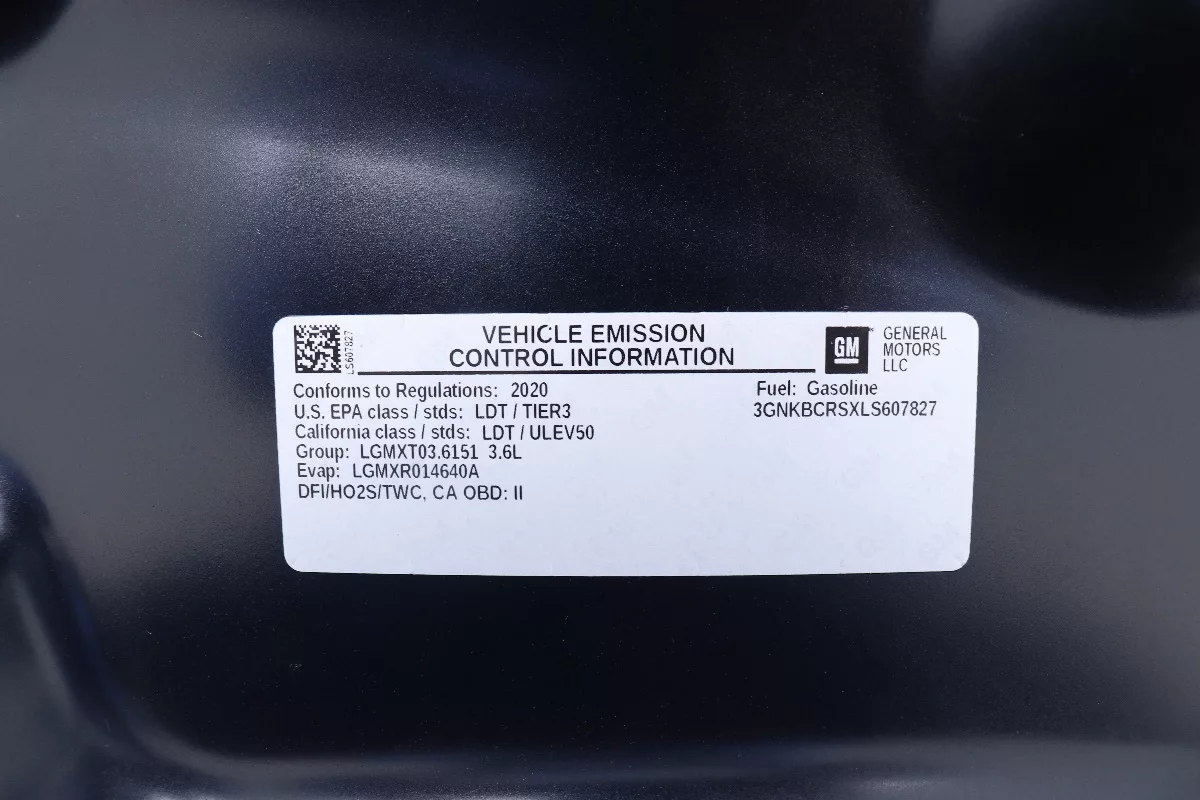 VEHICLE EMISSION
CONTROL INFORMATION
LS607827
GM
GENERAL
MOTORS
LLC
Conforms to Regulations: 2020
U.S. EPA class / stds: LDT / TIER3
California class / stds: LDT / ULEV50
Group: LGMXT03.6151 3.6L
Evap: LGMXR014640A
DFI/HO2S/TWC, CA OBD: II
Fuel: Gasoline
3GNKBCRSXLS607827